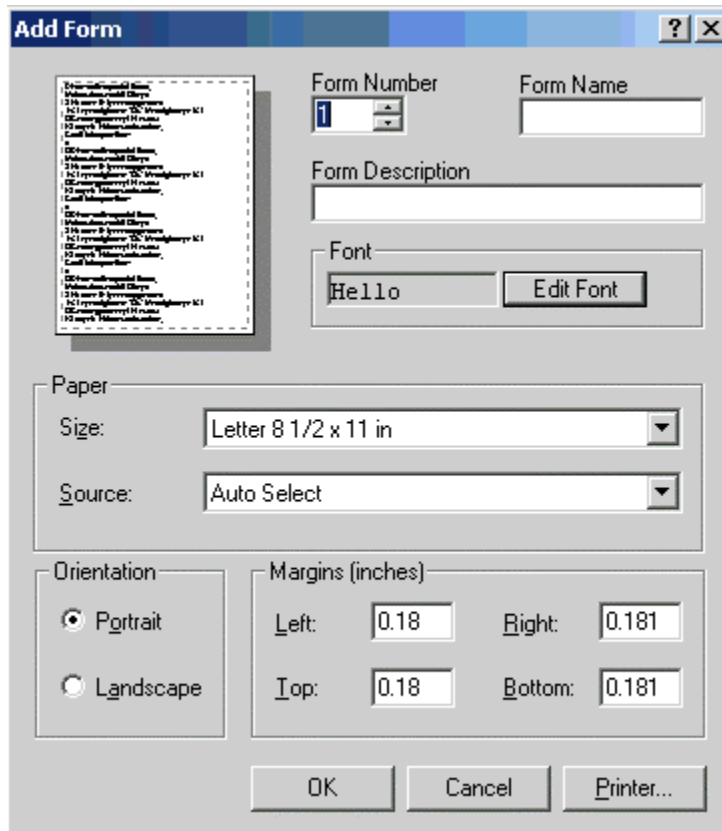 Add Form
Form Number
Form Name
1
Form Description
Font
Hello
Edit Font
Paper
Size:
Letter 8 1/2 x 11 in
Source:
Auto Select
Orientation
Portrait
Landscape
Margins (inches)
Left:
0.18
Right:
0.181
Top:
0.18
Bottom:
0.181
OK
Cancel
Printer...